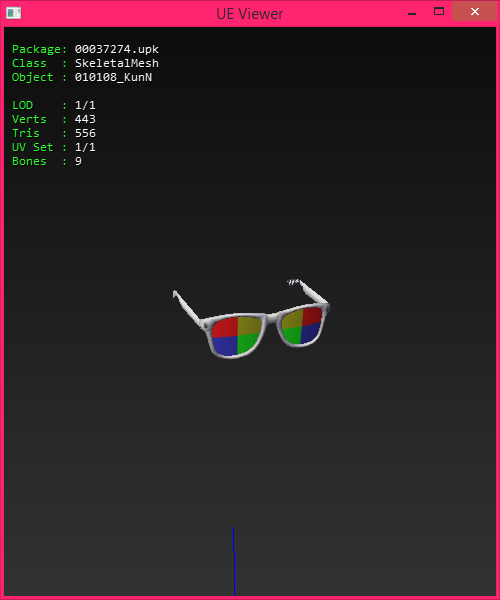 UE Viewer
Package: 00037274.upk
Class : SkeletalMesh
Object : 010108_KunN
LOD : 1/1
Verts : 443
Tris : 556
UV Set : 1/1
Bones : 9